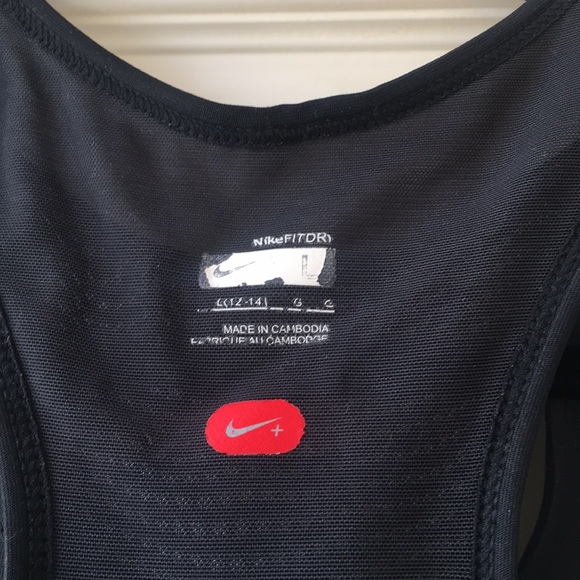 NikeFITDRY
L
L(12-14) G G
MADE IN CAMBODIA
FABRIQUE AU CAMBODGE
+